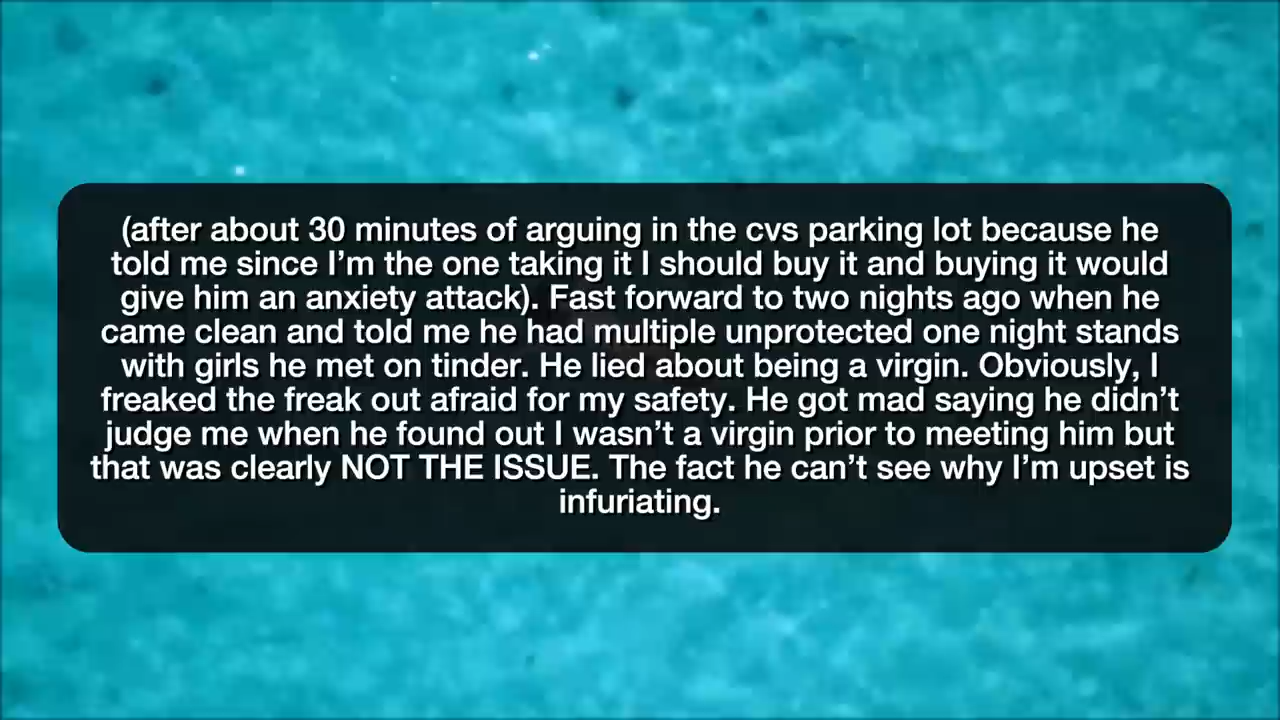 (after about 30 minutes of arguing in the cvs parking lot because he
told me since I'm the one taking it I should buy it and buying it would
give him an anxiety attack). Fast forward to two nights ago when he
came clean and told me he had multiple unprotected one night stands
with girls he met on tinder. He lied about being a virgin. Obviously, I
freaked the freak out afraid for my safety. He got mad saying he didn't
judge me when he found out I wasn't a virgin prior to meeting him but
that was clearly NOT THE ISSUE. The fact he can't see why I'm upset is
infuriating.